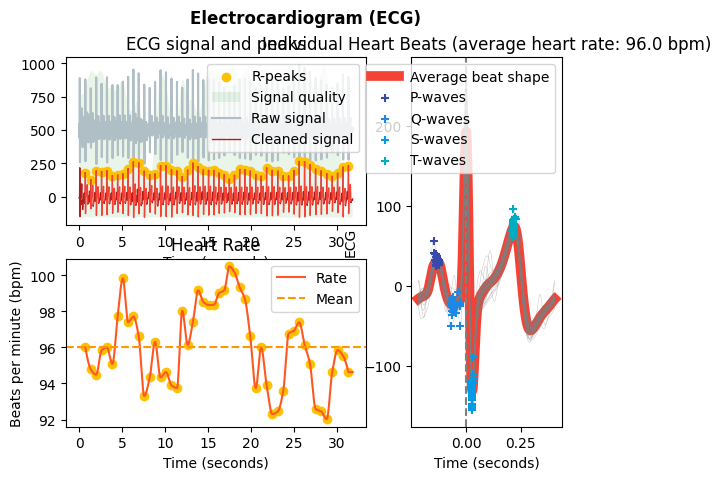 Electrocardiogram (ECG)
ECG signal and peaks
Individual Heart Beats (average heart rate: 96.0 bpm)
1000
750
500
250
0
R-peaks
Signal quality
Raw signal
Cleaned signal
0 5 10 15 20 25 30
Time (seconds)
Heart Rate
100
98
96
94
92
Beats per minute (bpm)
Rate
Mean
0 5 10 15 20 25 30
Time (seconds)
ECG
Average beat shape
P-waves
Q-waves
S-waves
T-waves
200
100
0
−100
0.00 0.25
Time (seconds)